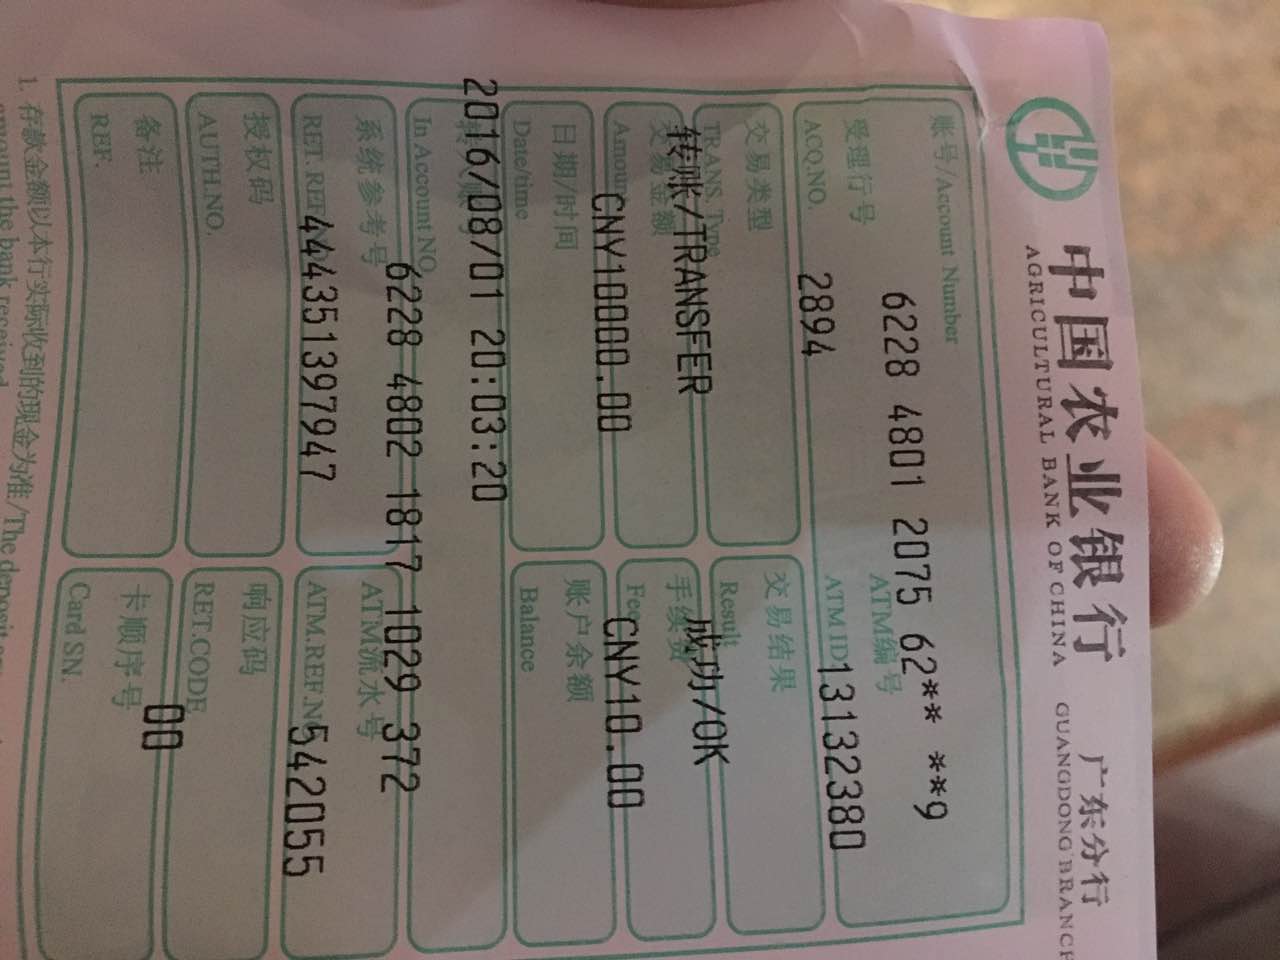 中国农业银行 广东分行
AGRICULTURAL BANK OF CHINA GUANGDONG BRANCH
账号/Account Number
6228 4801 2075 62** **9
受理行号 ATM编号
ACQ.NO. 2894 ATM ID 13132380
交易类型 交易结果
TRANS. Type Result
转账/TRANSFER 成功/OK
交易金额 手续费
Amount CNY10000.00 Fee CNY10.00
日期/时间 账户余额
Date/time Balance
2016/08/01 20:03:20
In Account NO.
6228 4802 1817 1029 372
系统参考号 ATM流水号
RET.REF 444351397947 ATM.REF.N 542055
授权码 响应码
AUTH.NO. RET.CODE
00
备注 卡顺序号
REF. Card SN.
1. 存款金额以本行实际收到的现金为准/The deposit
amount the bank received